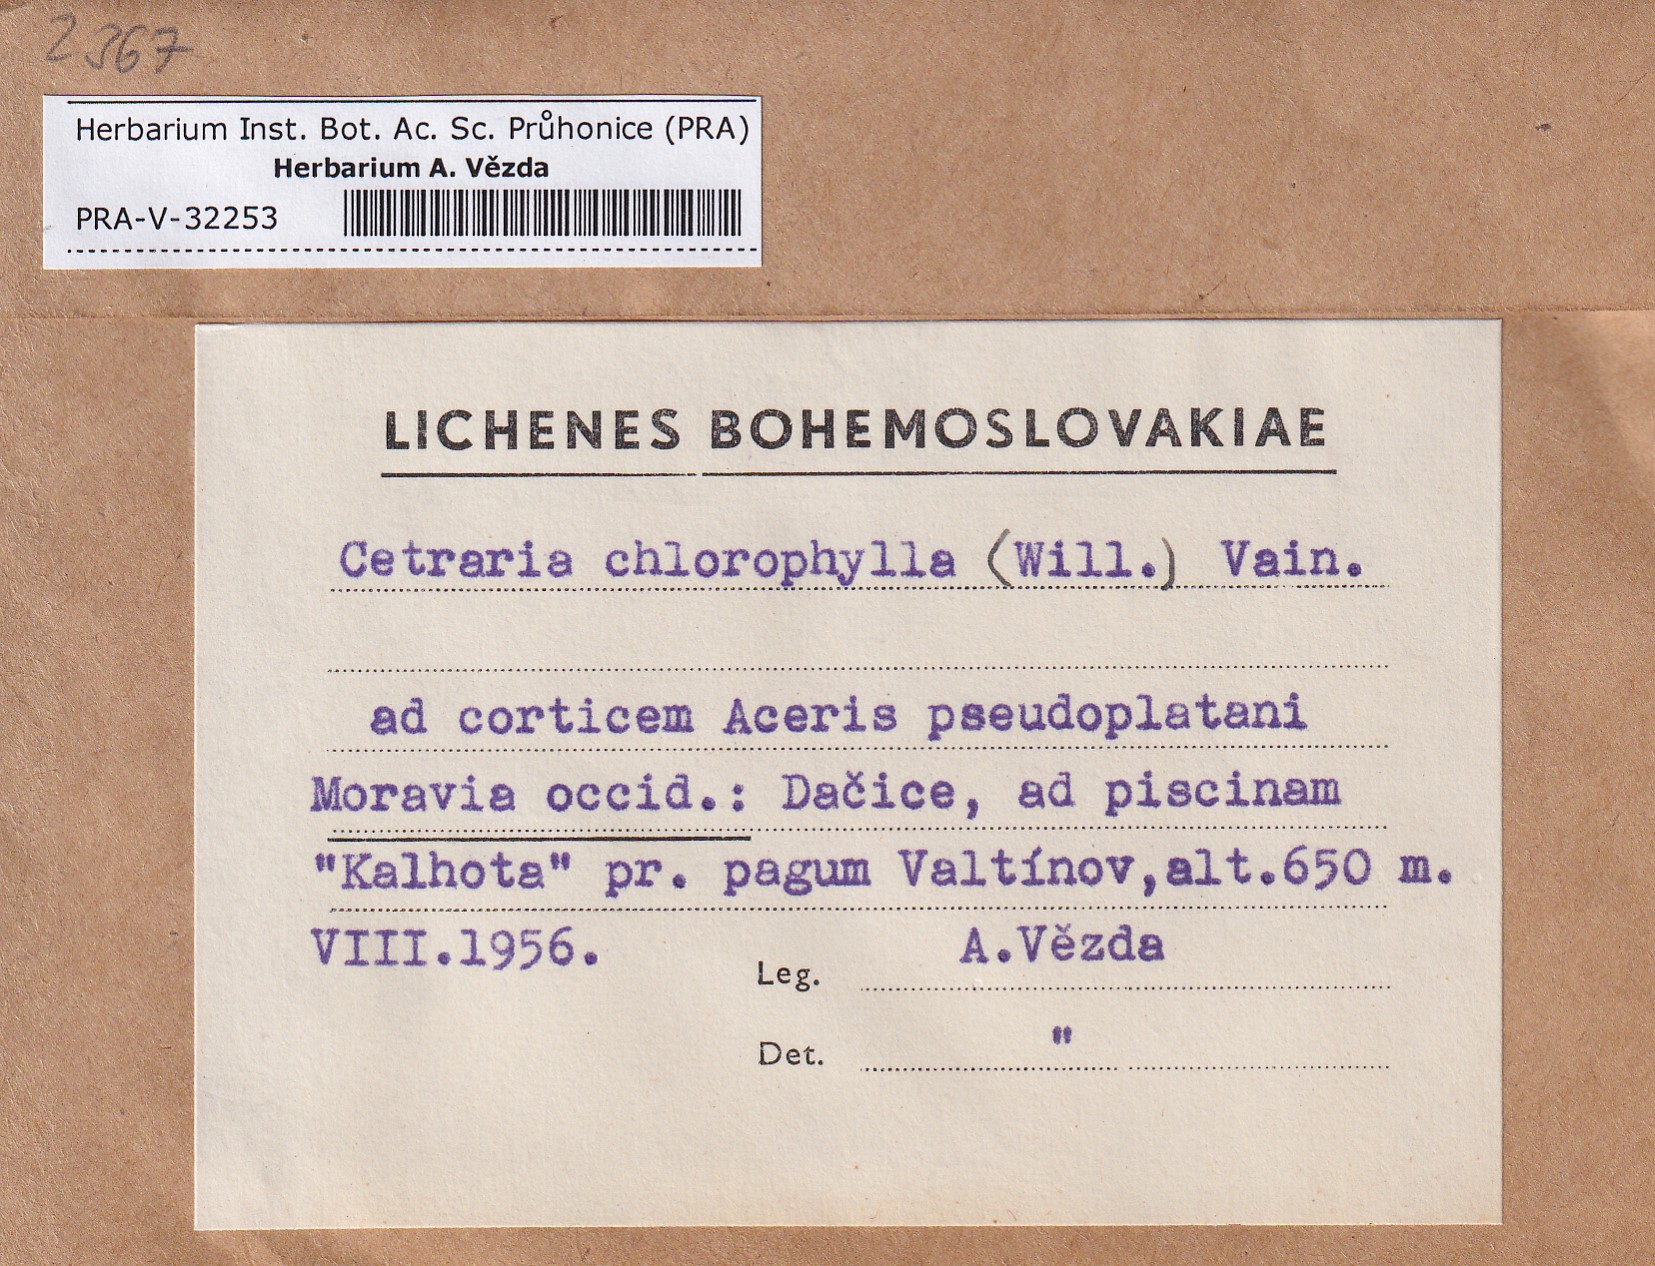 2367
Herbarium Inst. Bot. Ac. Sc. Průhonice (PRA)
Herbarium A. Vězda
PRA-V-32253
LICHENES BOHEMOSLOVAKIAE
Cetraria chlorophylla (Will.) Vain.
ad corticem Aceris pseudoplatani
Moravia occid.: Dačice, ad piscinam
"Kalhota" pr. pagum Valtínov,alt.650 m.
VIII.1956. Leg. A.Vězda
Det. "